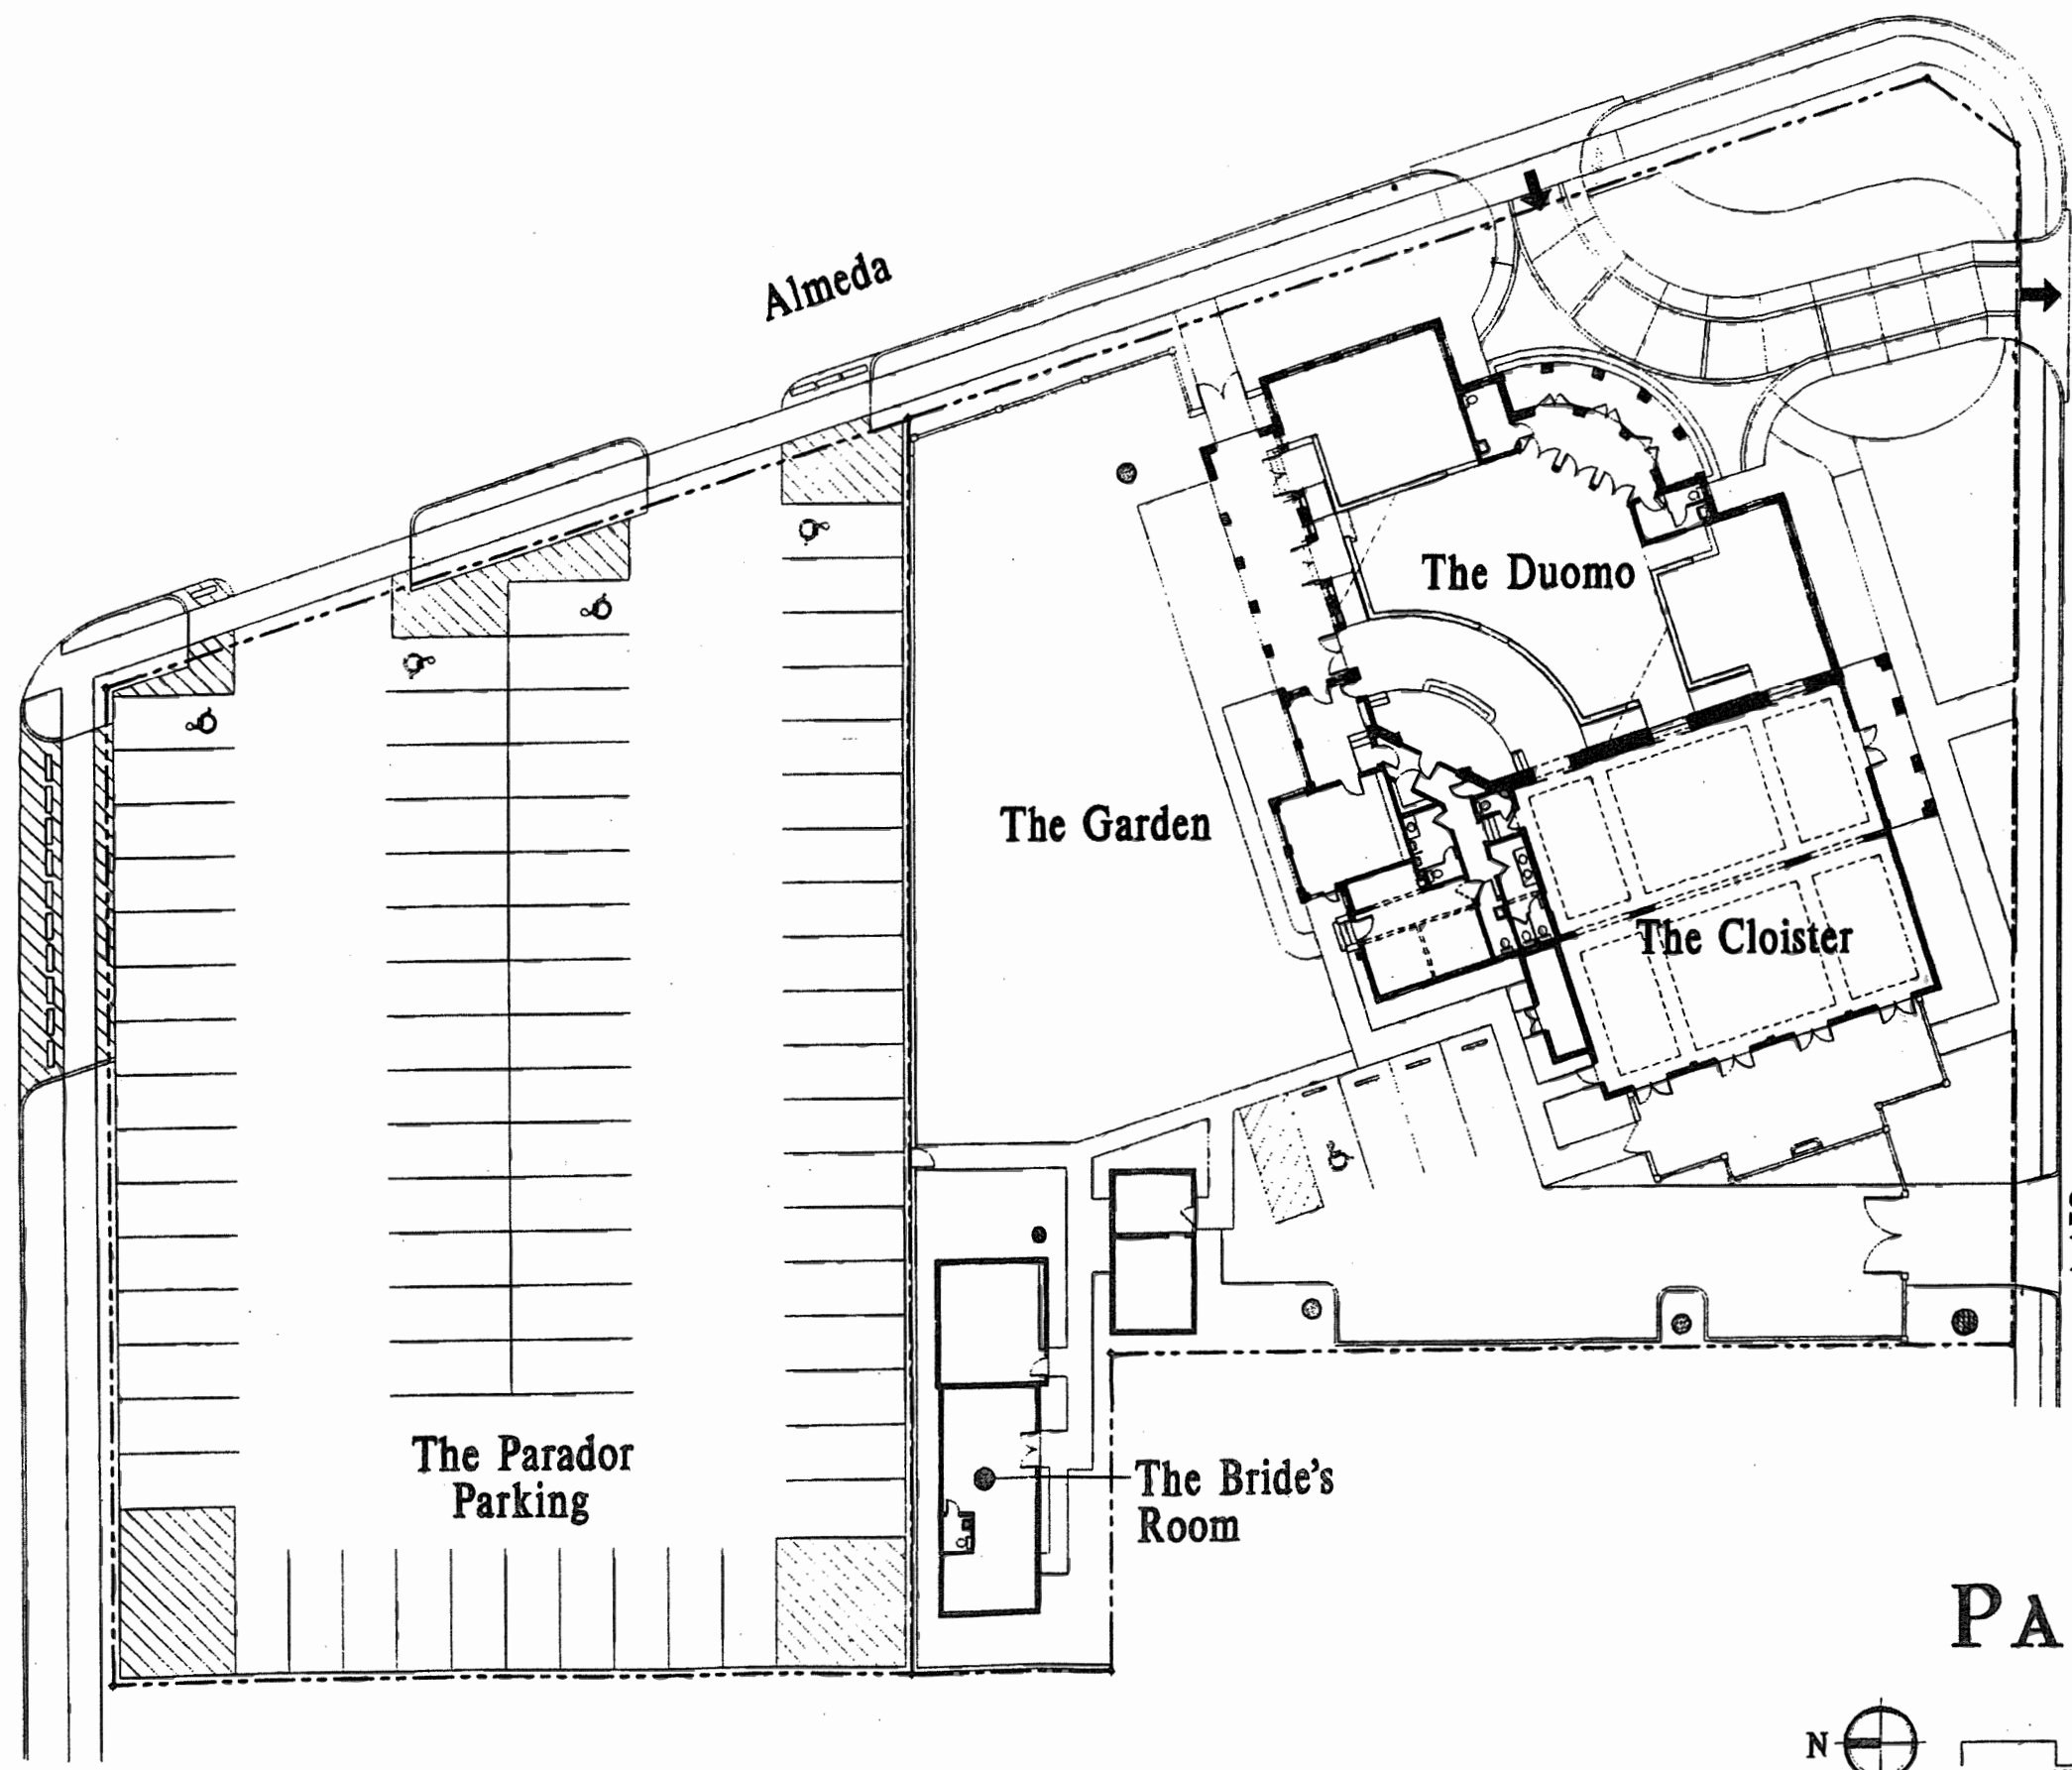 Almeda
The Duomo
The Garden
The Cloister
The Parador
Parking
The Bride's
Room
PA
N